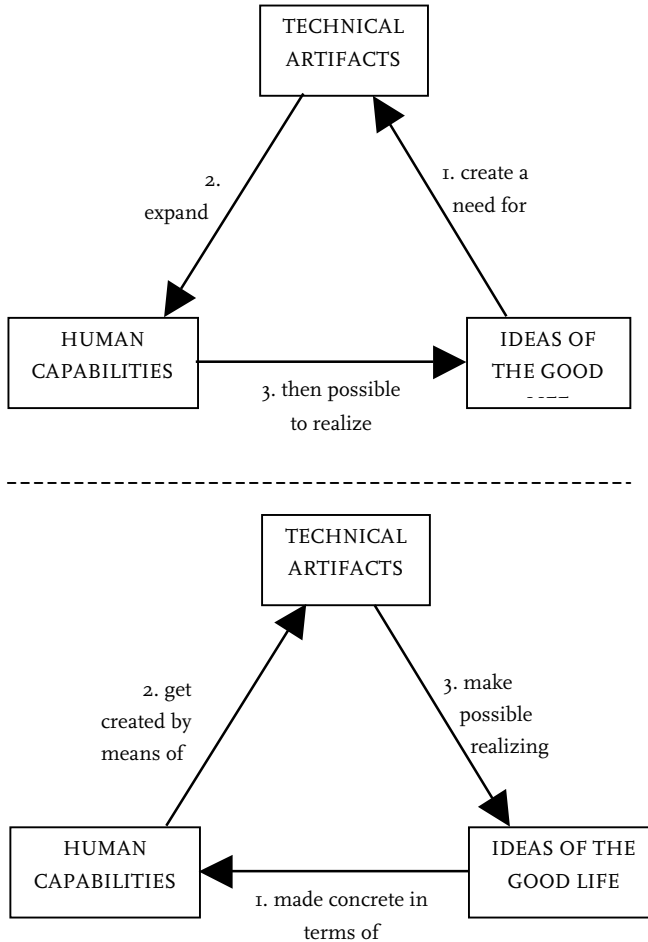 TECHNICAL
ARTIFACTS
2.
expand
1. create a
need for
HUMAN
CAPABILITIES
IDEAS OF
THE GOOD
3. then possible
to realize
TECHNICAL
ARTIFACTS
2. get
created by
means of
3. make
possible
realizing
HUMAN
CAPABILITIES
IDEAS OF THE
GOOD LIFE
1. made concrete in
terms of